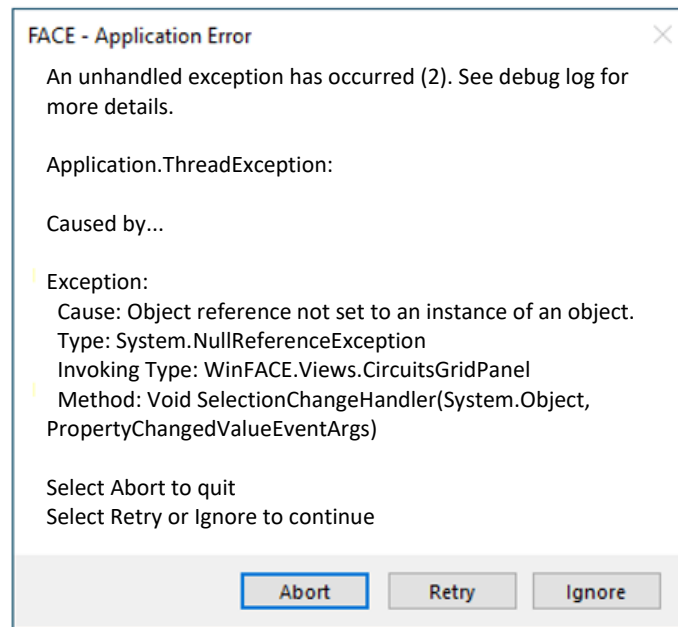 FACE - Application Error
An unhandled exception has occurred (2). See debug log for
more details.
Application.ThreadException:
Caused by...
Exception:
Cause: Object reference not set to an instance of an object.
Type: System.NullReferenceException
Invoking Type: WinFACE.Views.CircuitsGridPanel
Method: Void SelectionChangeHandler(System.Object,
PropertyChangedValueEventArgs)
Select Abort to quit
Select Retry or Ignore to continue
Abort Retry Ignore